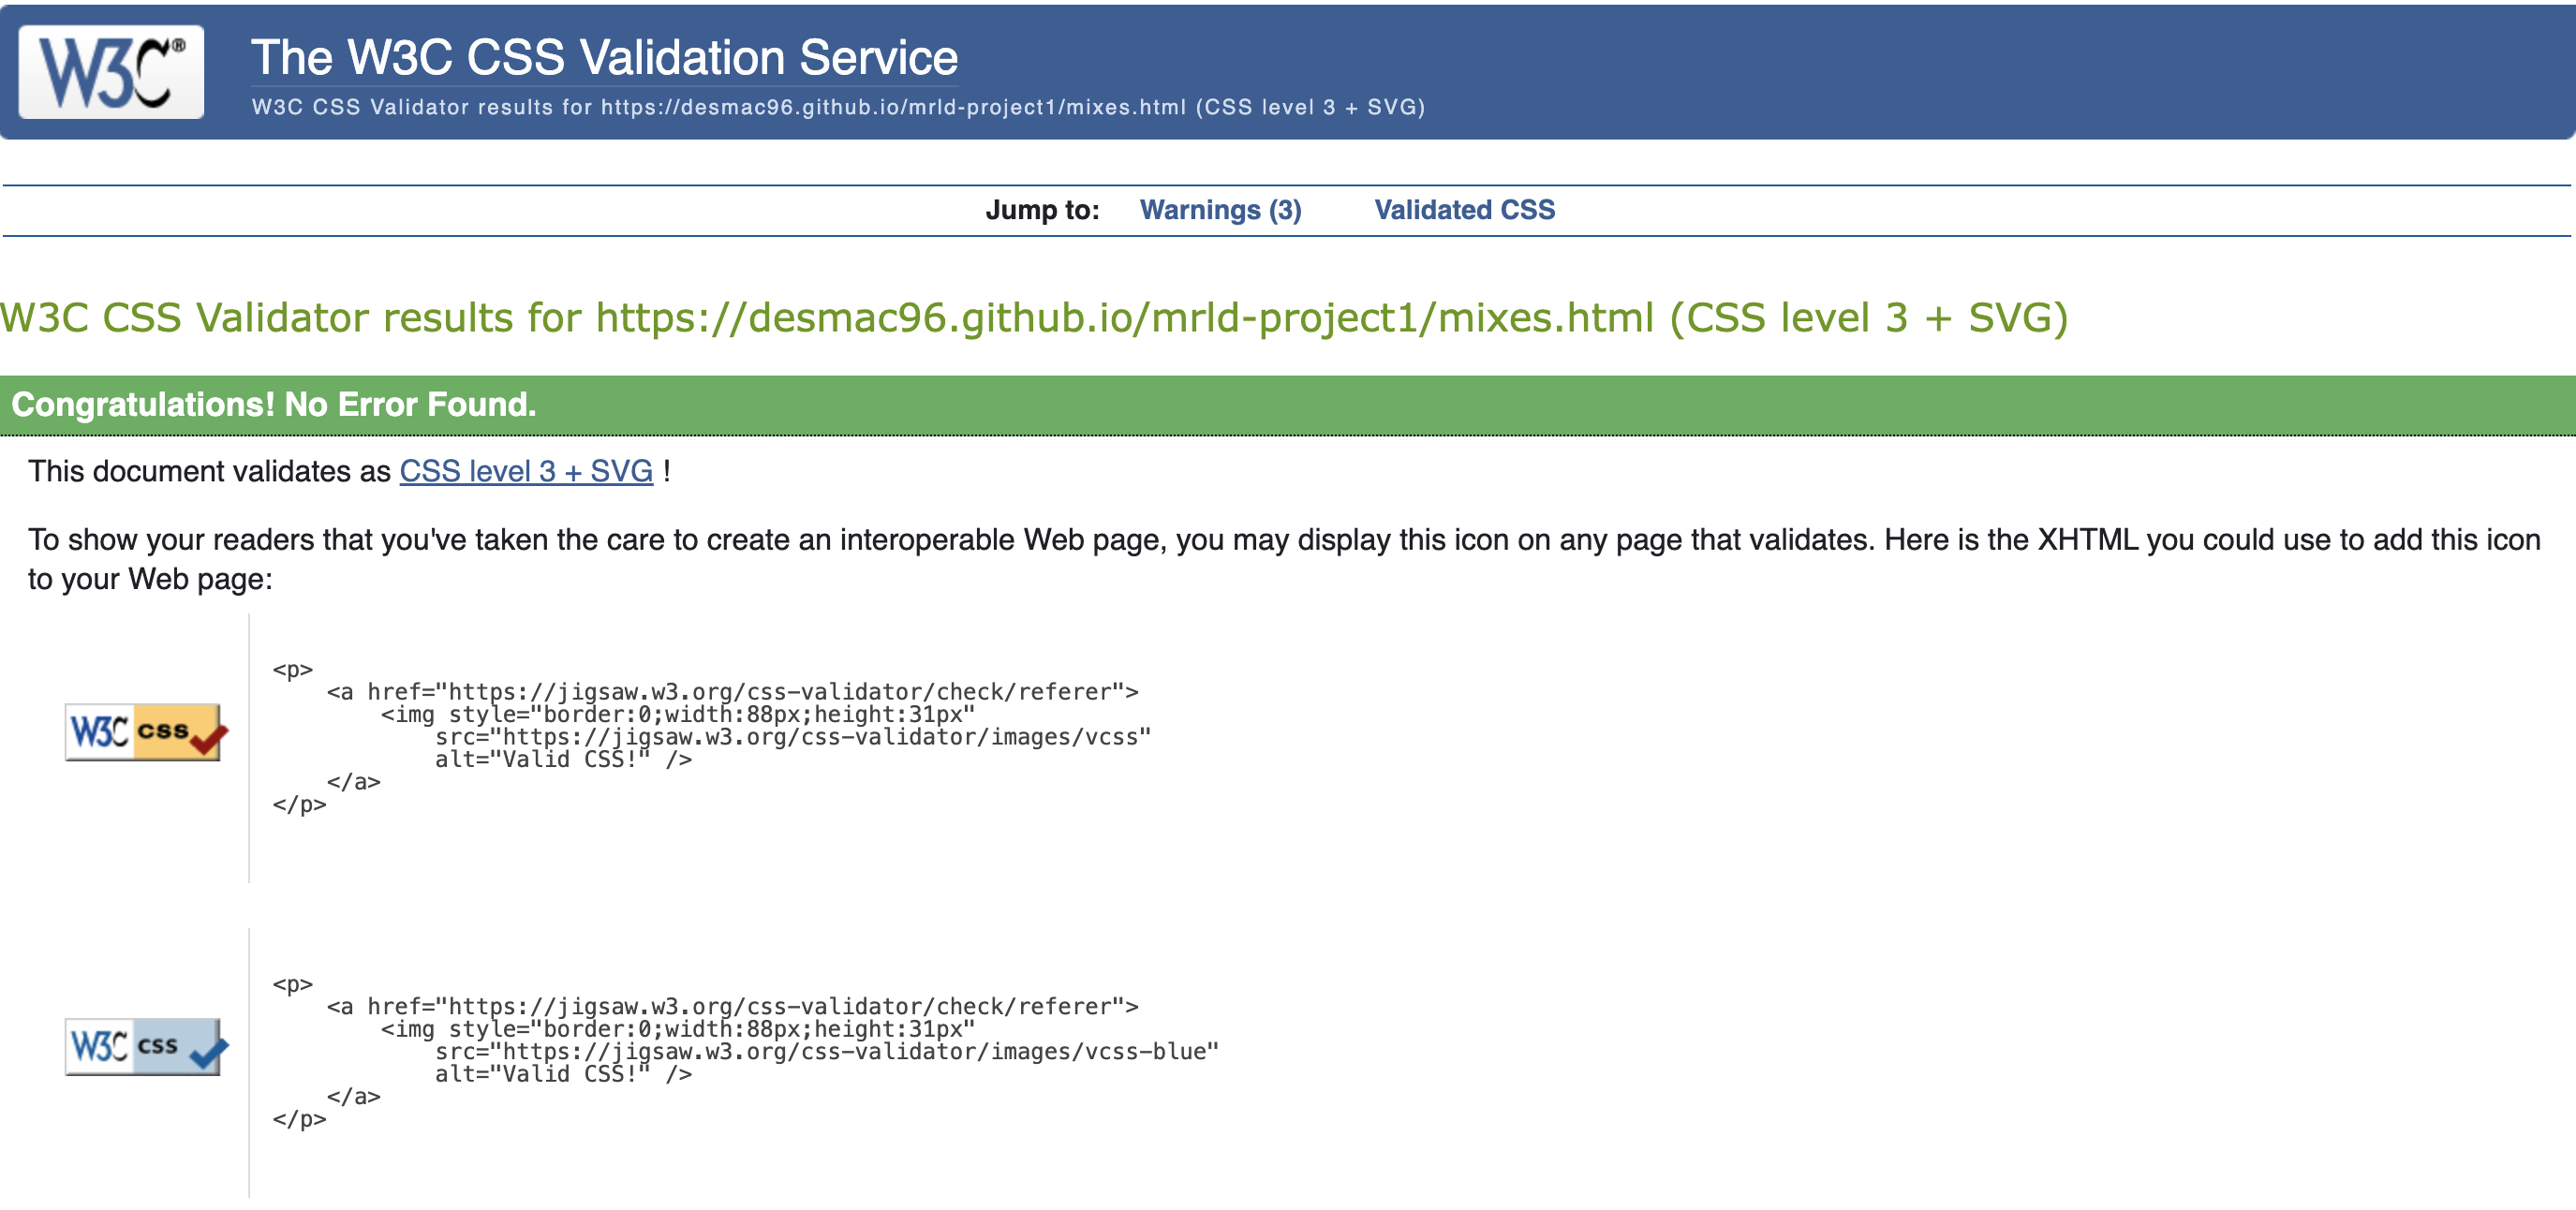 W3C®
The W3C CSS Validation Service
W3C CSS Validator results for https://desmac96.github.io/mrld-project1/mixes.html (CSS level 3 + SVG)
Jump to: Warnings (3) Validated CSS
W3C CSS Validator results for https://desmac96.github.io/mrld-project1/mixes.html (CSS level 3 + SVG)
Congratulations! No Error Found.
This document validates as CSS level 3 + SVG !
To show your readers that you've taken the care to create an interoperable Web page, you may display this icon on any page that validates. Here is the XHTML you could use to add this icon
to your Web page:
W3C css
<p>
<a href="https://jigsaw.w3.org/css-validator/check/referer">
<img style="border:0;width:88px;height:31px"
src="https://jigsaw.w3.org/css-validator/images/vcss"
alt="Valid CSS!" />
</a>
</p>
W3C css
<p>
<a href="https://jigsaw.w3.org/css-validator/check/referer">
<img style="border:0;width:88px;height:31px"
src="https://jigsaw.w3.org/css-validator/images/vcss-blue"
alt="Valid CSS!" />
</a>
</p>